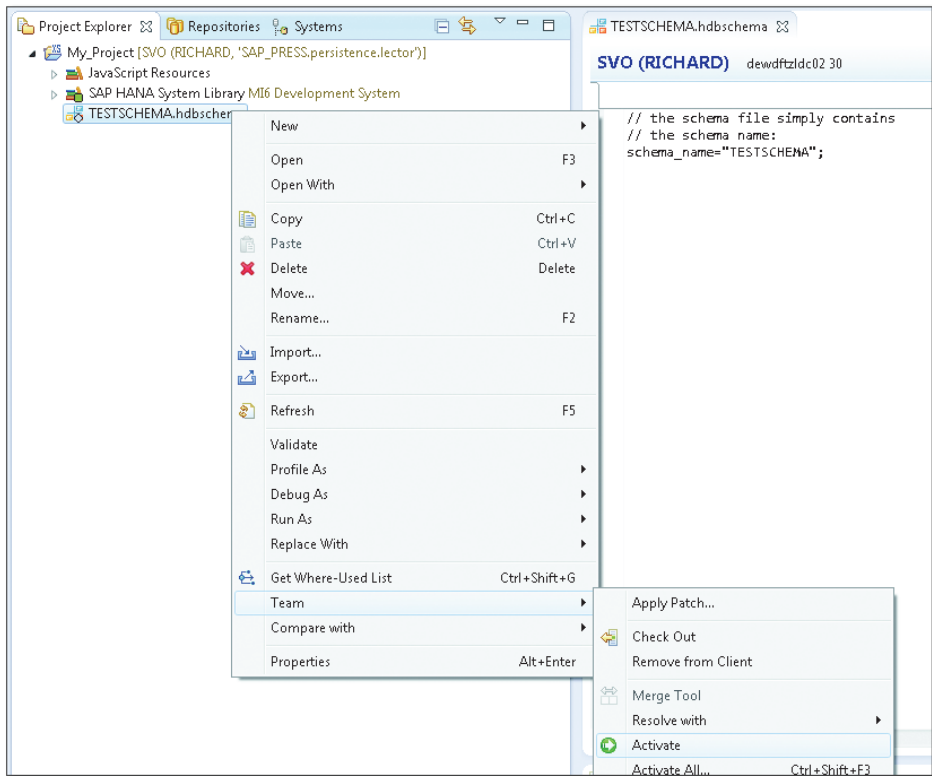 Project Explorer Repositories Systems
My_Project [SVO (RICHARD, 'SAP_PRESS.persistence.lector')]
JavaScript Resources
SAP HANA System Library MI6 Development System
TESTSCHEMA.hdbschem
New
Open F3
Open With
Copy Ctrl+C
Paste Ctrl+V
Delete Delete
Move...
Rename... F2
Import...
Export...
Refresh F5
Validate
Profile As
Debug As
Run As
Replace With
Get Where-Used List Ctrl+Shift+G
Team
Compare with
Properties Alt+Enter
TESTSCHEMA.hdbschema
SVO (RICHARD) dewdftzldc02 30
// the schema file simply contains
// the schema name:
schema_name="TESTSCHEMA";
Apply Patch...
Check Out
Remove from Client
Merge Tool
Resolve with
Activate
Activate All... Ctrl+Shift+F3